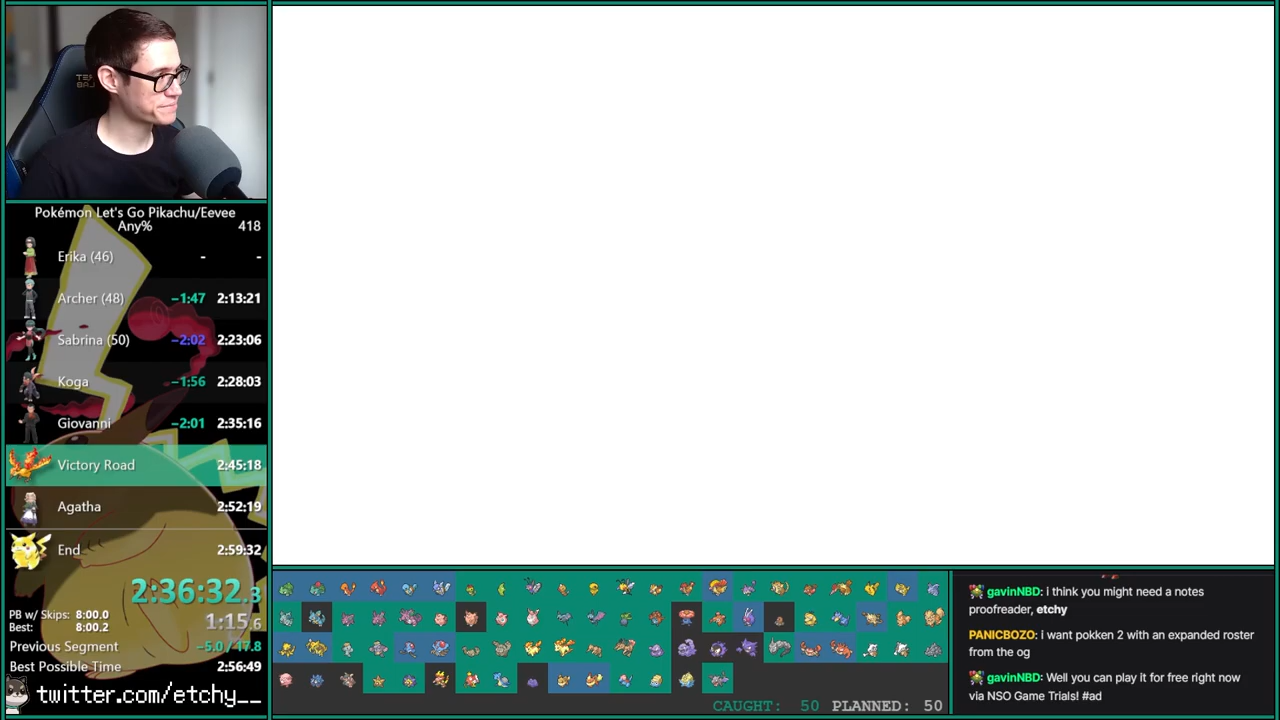 Pokémon Let's Go Pikachu/Eevee
Any% 418
Erika (46) - -
Archer (48) −1:47 2:13:21
Sabrina (50) −2:02 2:23:06
Koga −1:56 2:28:03
Giovanni −2:01 2:35:16
Victory Road 2:45:18
Agatha 2:52:19
End 2:59:32
2:36:32.3
PB w/ Skips: 8:00.0
Best: 8:00.2
1:15.6
Previous Segment −5.0 / 47.8
Best Possible Time 2:56:49
twitter.com/etchy__
CAUGHT: 50 PLANNED: 50
gavinNBD: i think you might need a notes
proofreader, etchy
PANICBOZO: i want pokken 2 with an expanded roster
from the og
gavinNBD: Well you can play it for free right now
via NSO Game Trials! #ad